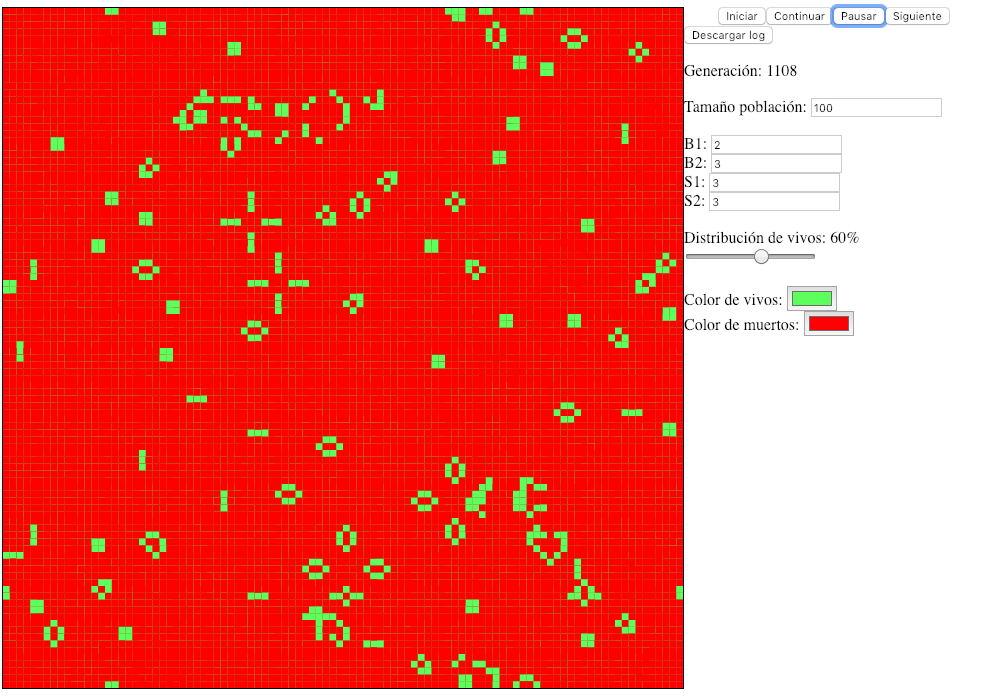 Iniciar Continuar Pausar Siguiente
Descargar log
Generación: 1108
Tamaño población: 100
B1: 2
B2: 3
S1: 3
S2: 3
Distribución de vivos: 60%
Color de vivos:
Color de muertos: